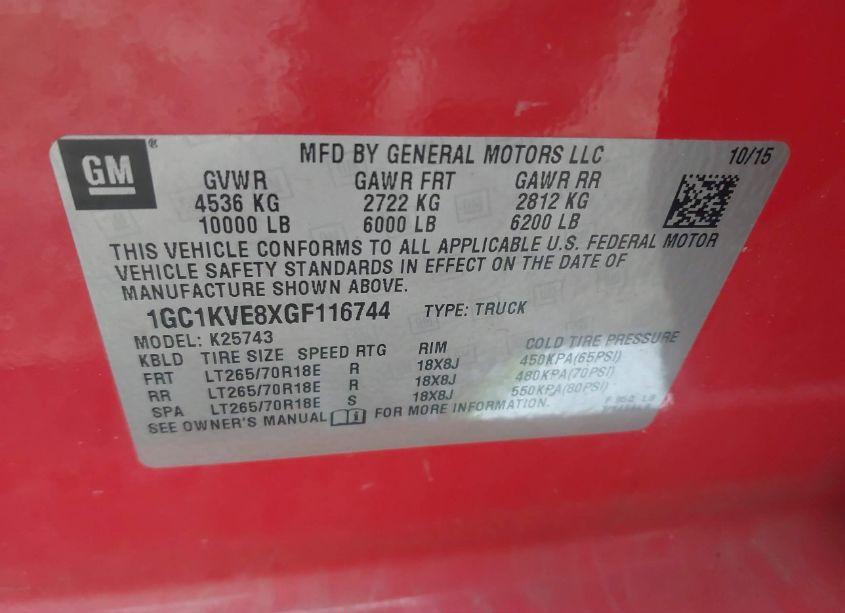 GM
®
MFD BY GENERAL MOTORS LLC
10/15
GVWR GAWR FRT GAWR RR
4536 KG 2722 KG 2812 KG
10000 LB 6000 LB 6200 LB
THIS VEHICLE CONFORMS TO ALL APPLICABLE U.S. FEDERAL MOTOR
VEHICLE SAFETY STANDARDS IN EFFECT ON THE DATE OF
MANUFACTURE SHOWN ABOVE.
1GC1KVE8XGF116744 TYPE: TRUCK
MODEL: K25743
KBLD TIRE SIZE SPEED RTG RIM COLD TIRE PRESSURE
FRT LT265/70R18E R 18X8J 450KPA(65PSI)
RR LT265/70R18E R 18X8J 480KPA(70PSI)
SPA LT265/70R18E S 18X8J 550KPA(80PSI)
SEE OWNER'S MANUAL FOR MORE INFORMATION.